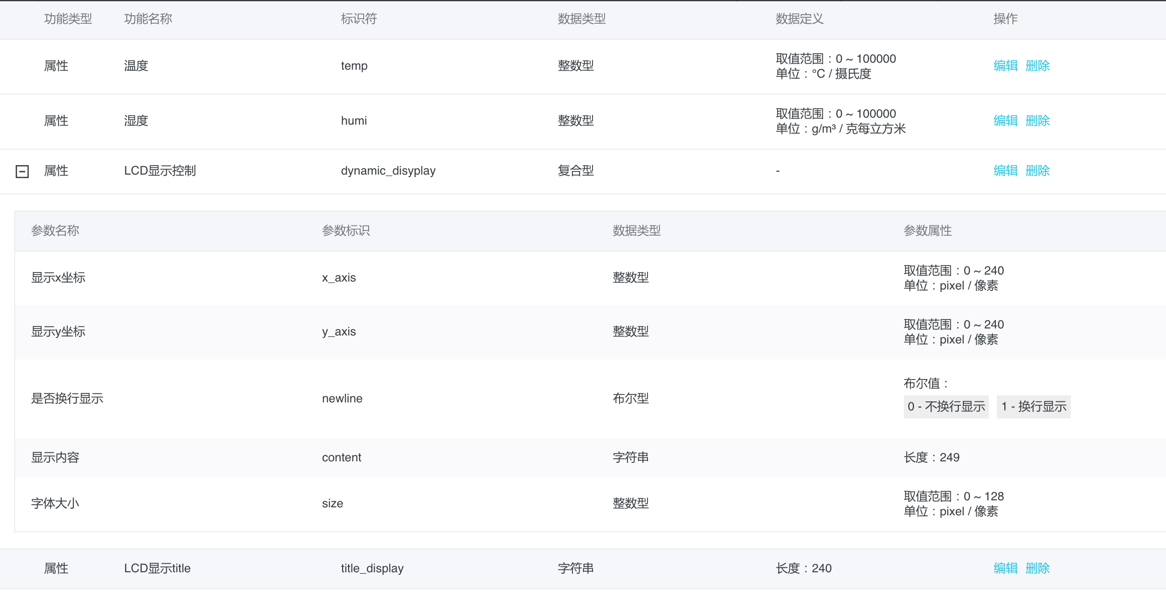 功能类型 功能名称 标识符 数据类型 数据定义 操作
属性 温度 temp 整数型 取值范围：0 ~ 100000 编辑 删除
单位：°C / 摄氏度
属性 湿度 humi 整数型 取值范围：0 ~ 100000 编辑 删除
单位：g/m³ / 克每立方米
属性 LCD显示控制 dynamic_disyplay 复合型 - 编辑 删除
参数名称 参数标识 数据类型 参数属性
显示x坐标 x_axis 整数型 取值范围：0 ~ 240
单位：pixel / 像素
显示y坐标 y_axis 整数型 取值范围：0 ~ 240
单位：pixel / 像素
是否换行显示 newline 布尔型 布尔值：
0 - 不换行显示 1 - 换行显示
显示内容 content 字符串 长度：249
字体大小 size 整数型 取值范围：0 ~ 128
单位：pixel / 像素
属性 LCD显示title title_display 字符串 长度：240 编辑 删除